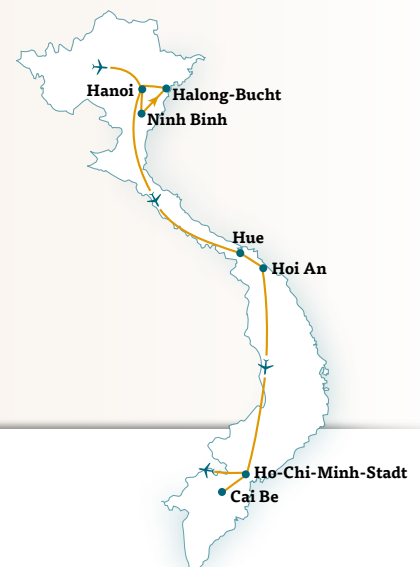 Hanoi
Halong-Bucht
Ninh Binh
Hue
Hoi An
Ho-Chi-Minh-Stadt
Cai Be